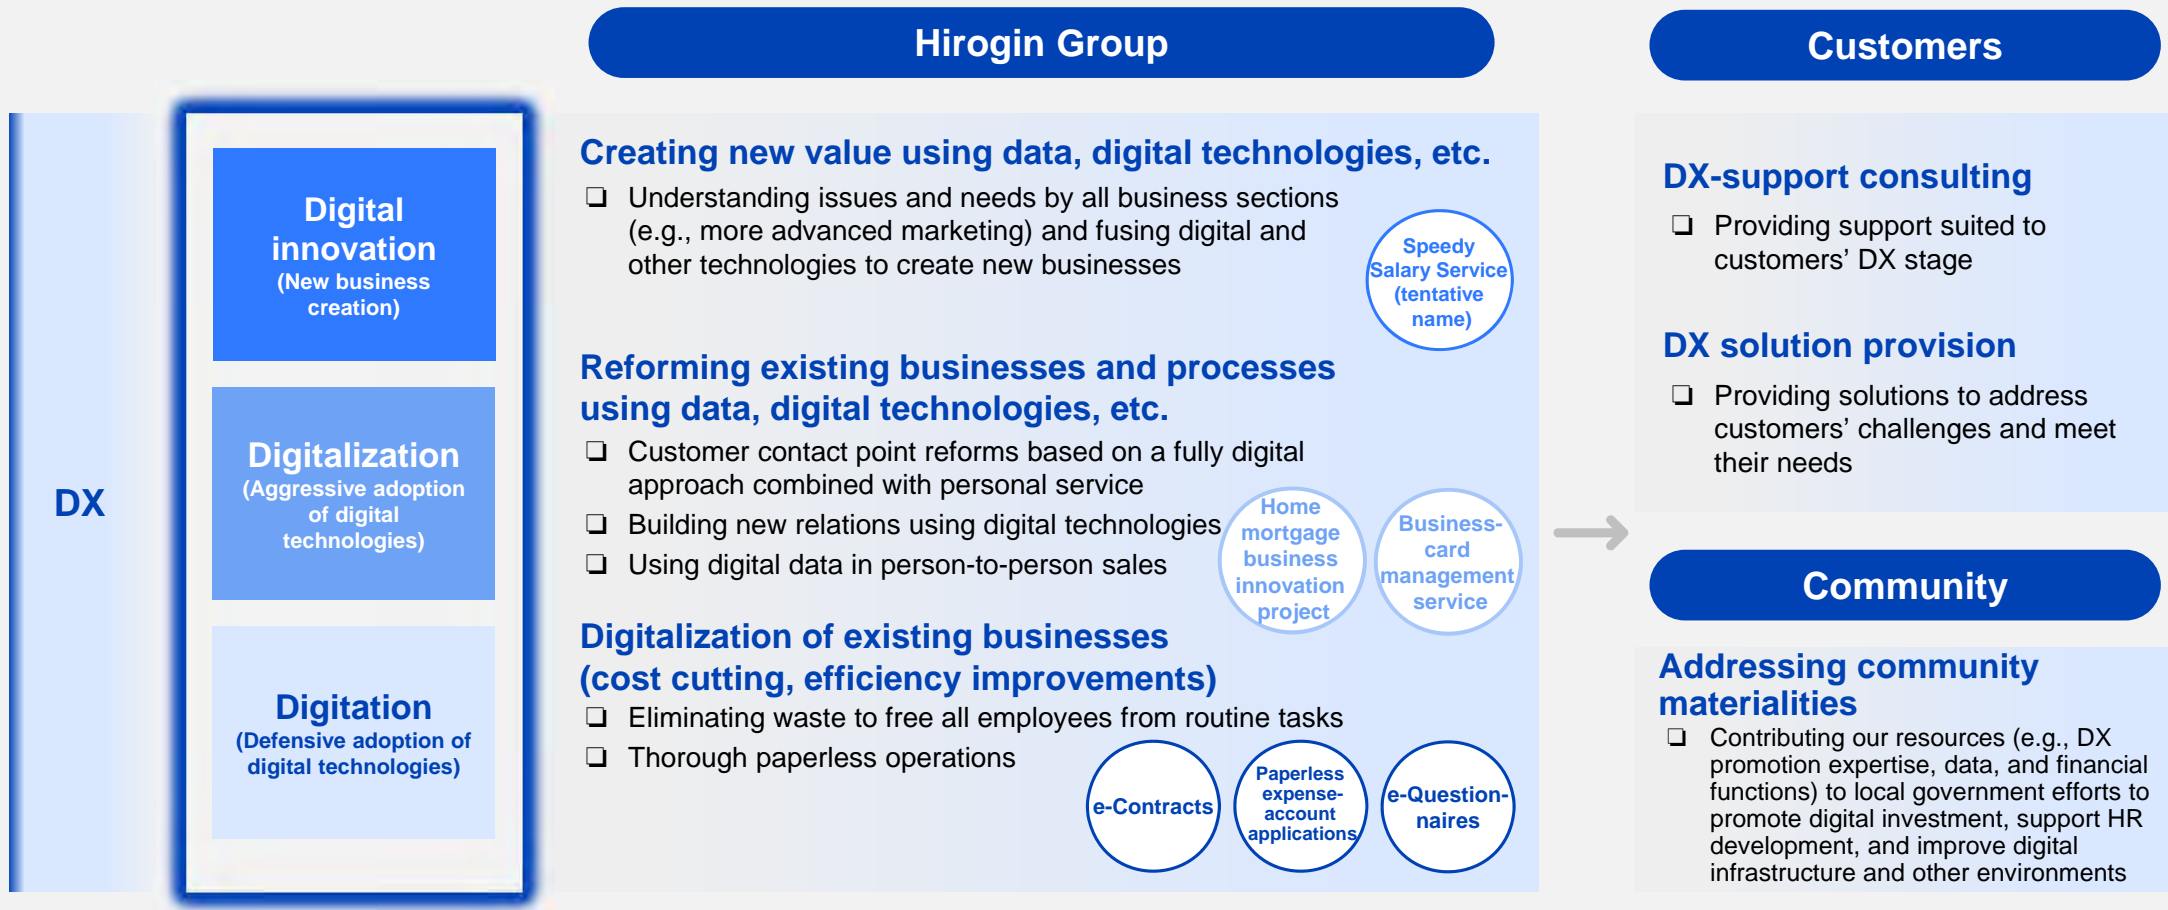 Hirogin Group
Customers
DX
Digital
innovation
(New business
creation)
Digitalization
(Aggressive adoption
of digital
technologies)
Digitation
(Defensive adoption of
digital technologies)
Creating new value using data, digital technologies, etc.
❏ Understanding issues and needs by all business sections
(e.g., more advanced marketing) and fusing digital and
other technologies to create new businesses
Speedy
Salary Service
(tentative
name)
Reforming existing businesses and processes
using data, digital technologies, etc.
❏ Customer contact point reforms based on a fully digital
approach combined with personal service
❏ Building new relations using digital technologies
❏ Using digital data in person-to-person sales
Home
mortgage
business
innovation
project
Business-
card
management
service
Digitalization of existing businesses
(cost cutting, efficiency improvements)
❏ Eliminating waste to free all employees from routine tasks
❏ Thorough paperless operations
e-Contracts
Paperless
expense-
account
applications
e-Question-
naires
→
DX-support consulting
❏ Providing support suited to
customers’ DX stage
DX solution provision
❏ Providing solutions to address
customers’ challenges and meet
their needs
Community
Addressing community
materialities
❏ Contributing our resources (e.g., DX
promotion expertise, data, and financial
functions) to local government efforts to
promote digital investment, support HR
development, and improve digital
infrastructure and other environments